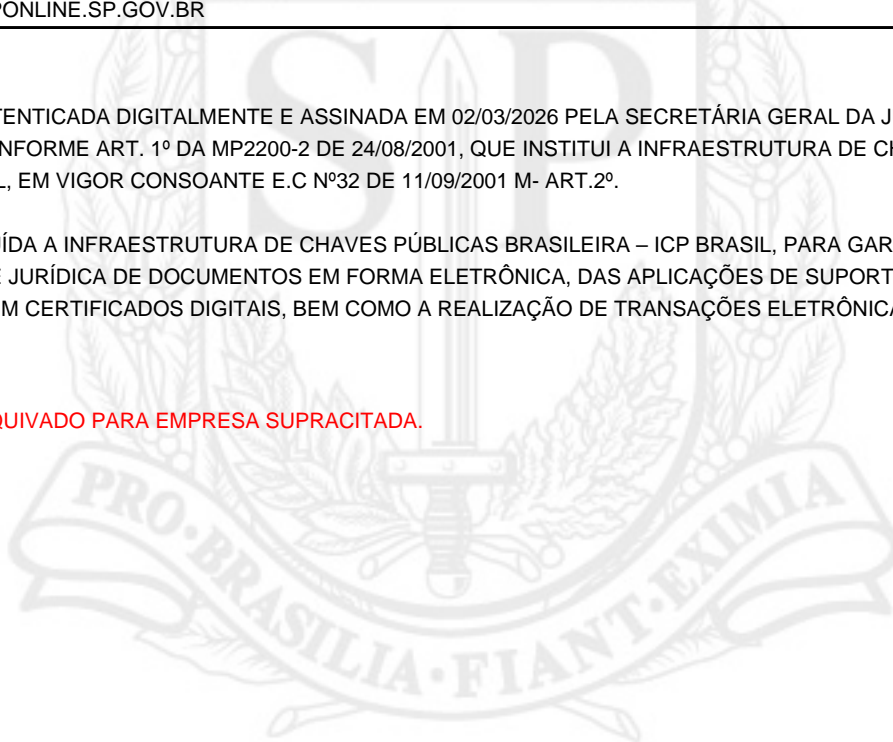 PONLINE.SP.GOV.BR
TENTICADA DIGITALMENTE E ASSINADA EM 02/03/2026 PELA SECRETÁRIA GERAL DA J
NFORME ART. 1º DA MP2200-2 DE 24/08/2001, QUE INSTITUI A INFRAESTRUTURA DE CH
L, EM VIGOR CONSOANTE E.C Nº32 DE 11/09/2001 M- ART.2º.
UÍDA A INFRAESTRUTURA DE CHAVES PÚBLICAS BRASILEIRA – ICP BRASIL, PARA GAR
E JURÍDICA DE DOCUMENTOS EM FORMA ELETRÔNICA, DAS APLICAÇÕES DE SUPORT
M CERTIFICADOS DIGITAIS, BEM COMO A REALIZAÇÃO DE TRANSAÇÕES ELETRÔNICA
QUIVADO PARA EMPRESA SUPRACITADA.
SP
PRO·BRASILIA·FIANT·EXIMIA